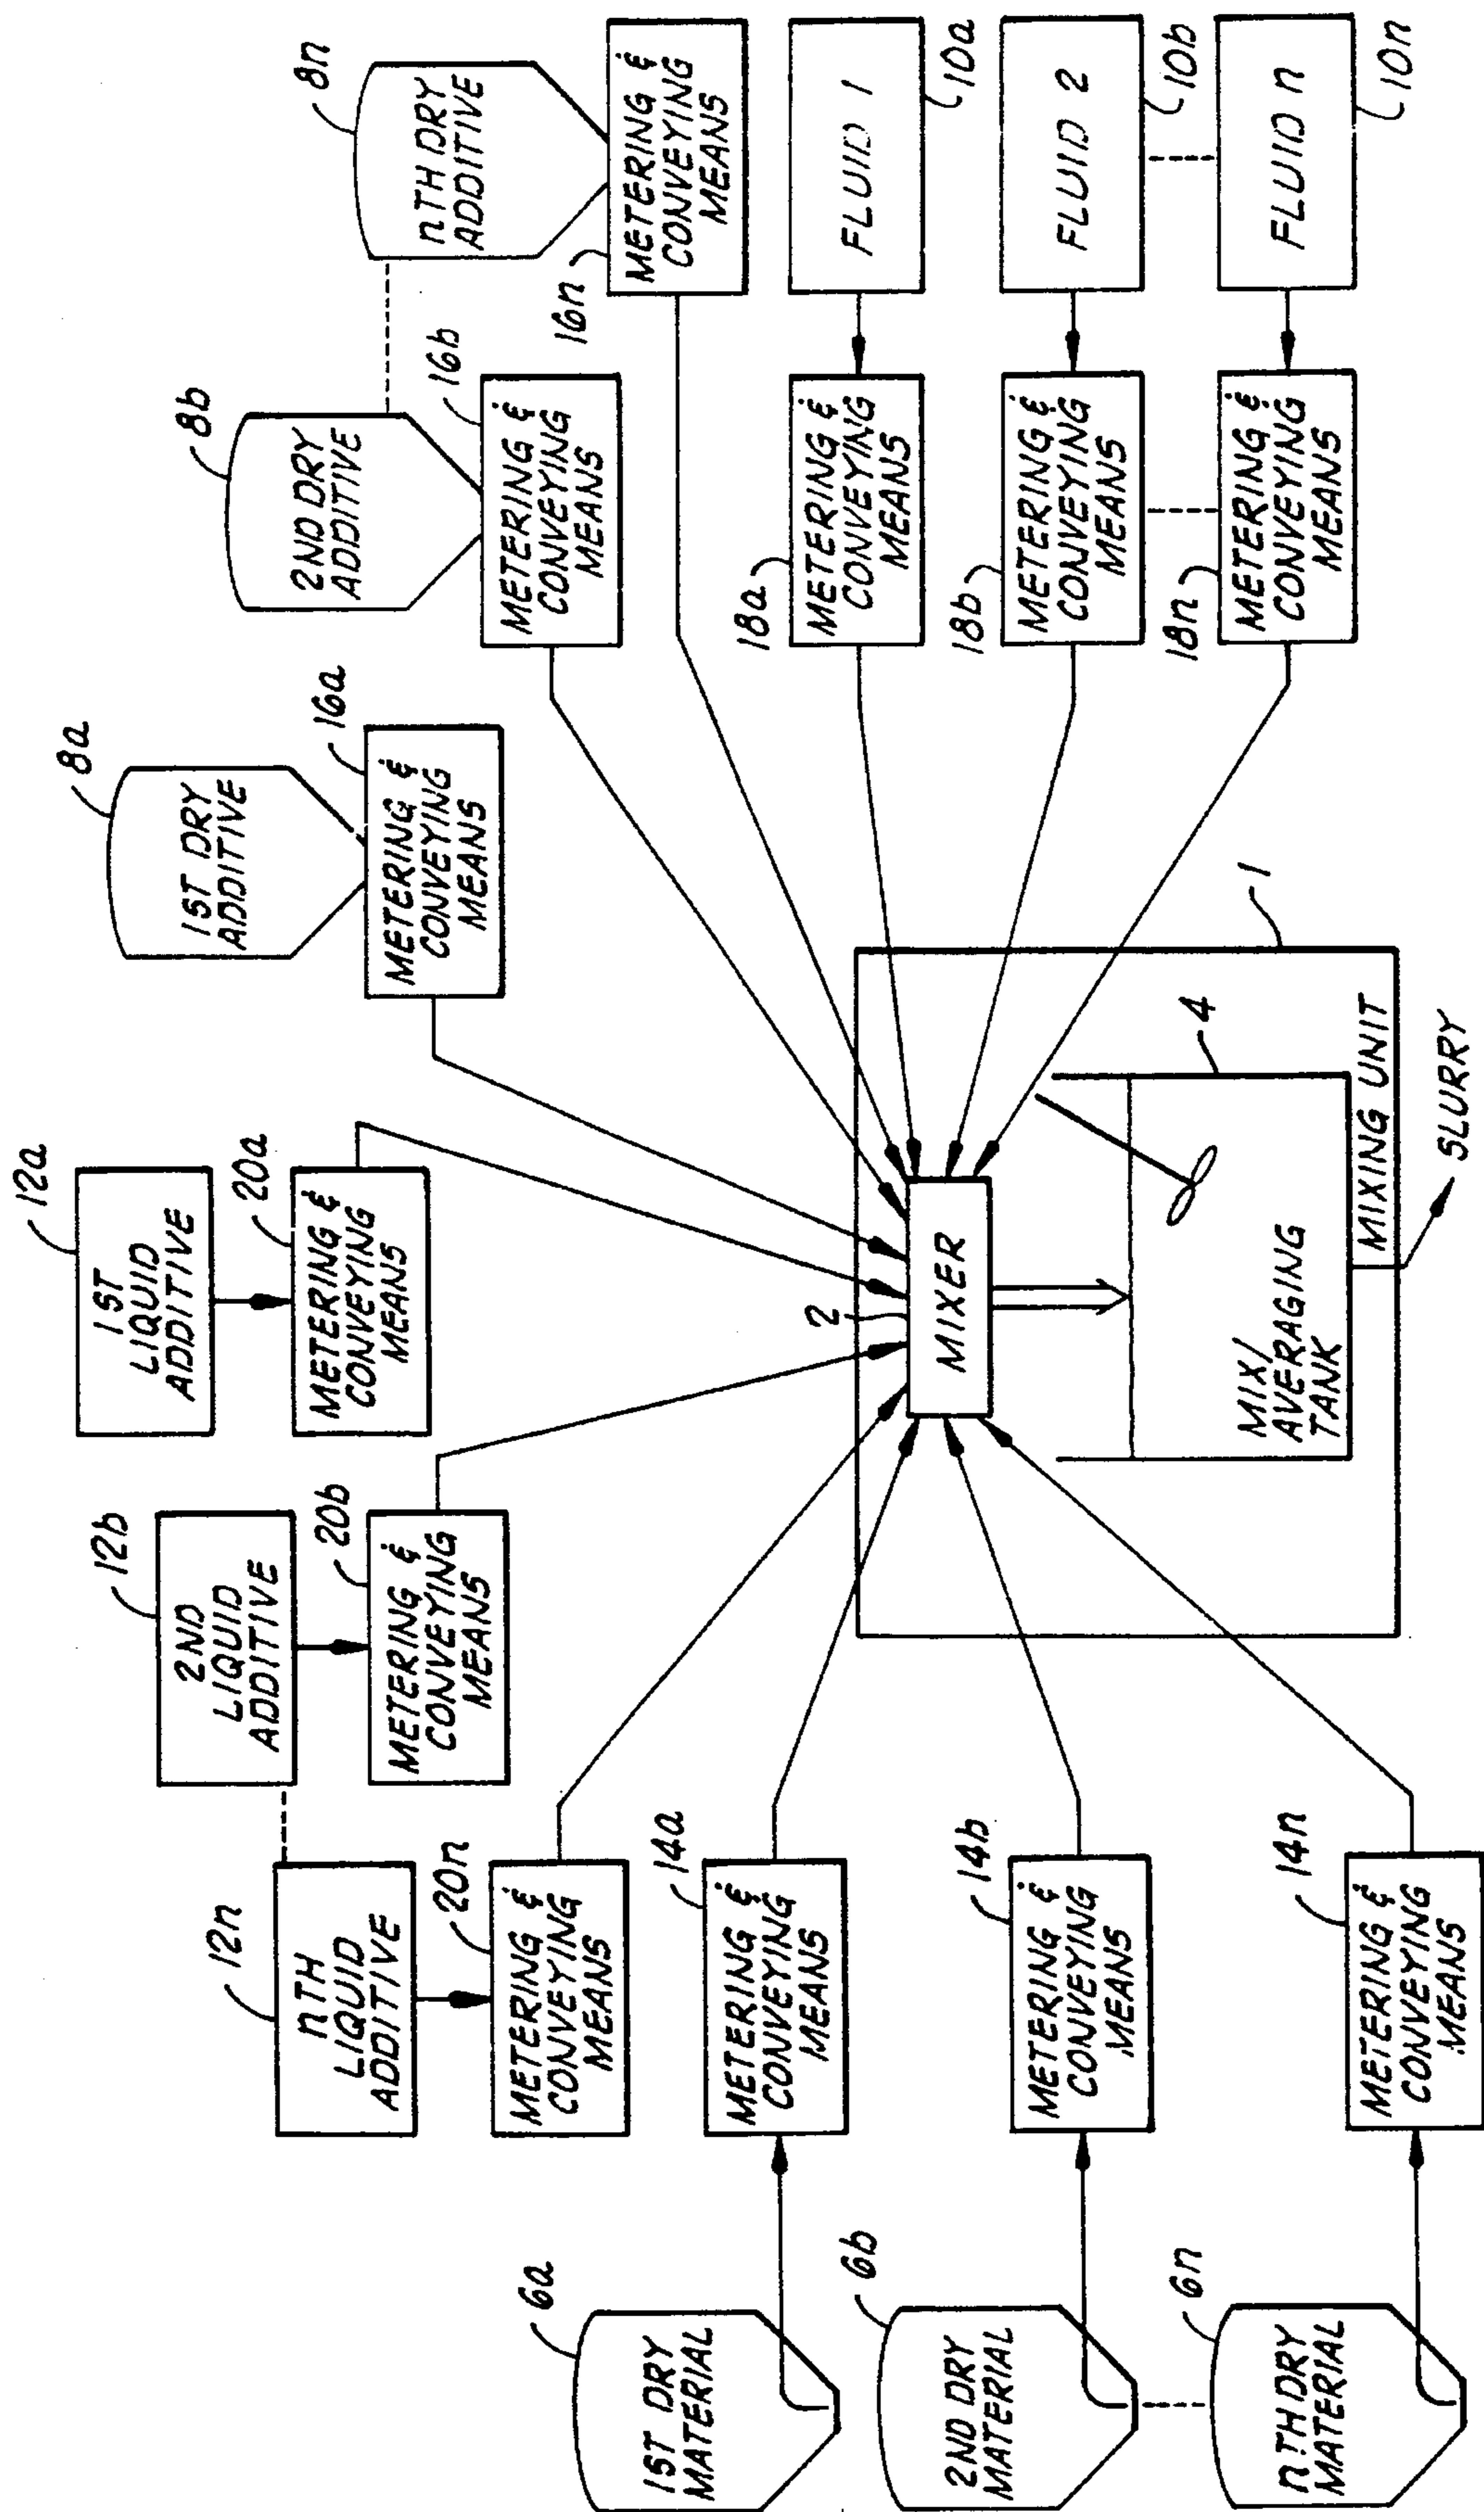 12a
1ST
LIQUID
ADDITIVE
20a
METERING &
CONVEYING
MEANS
12b
2ND
LIQUID
ADDITIVE
20b
METERING &
CONVEYING
MEANS
12n
nTH
LIQUID
ADDITIVE
20n
METERING &
CONVEYING
MEANS
8a
1ST DRY
ADDITIVE
16a
METERING &
CONVEYING
MEANS
8b
2ND DRY
ADDITIVE
16b
METERING &
CONVEYING
MEANS
8n
nTH DRY
ADDITIVE
16n
METERING &
CONVEYING
MEANS
6a
1ST DRY
MATERIAL
14a
METERING &
CONVEYING
MEANS
6b
2ND DRY
MATERIAL
14b
METERING &
CONVEYING
MEANS
6n
nTH DRY
MATERIAL
14n
METERING &
CONVEYING
MEANS
18a
METERING &
CONVEYING
MEANS
FLUID 1
10a
18b
METERING &
CONVEYING
MEANS
FLUID 2
10b
18n
METERING &
CONVEYING
MEANS
FLUID n
10n
2
MIXER
1
4
MIX/
AVERAGING
TANK
MIXING UNIT
SLURRY